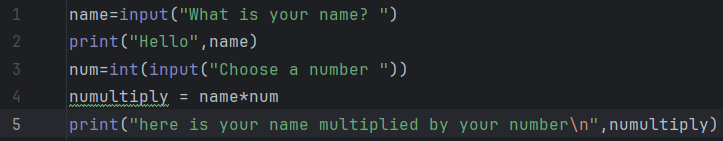 1 name=input("What is your name? ")
2 print("Hello",name)
3 num=int(input("Choose a number "))
4 numultiply = name*num
5 print("here is your name multiplied by your number\n",numultiply)